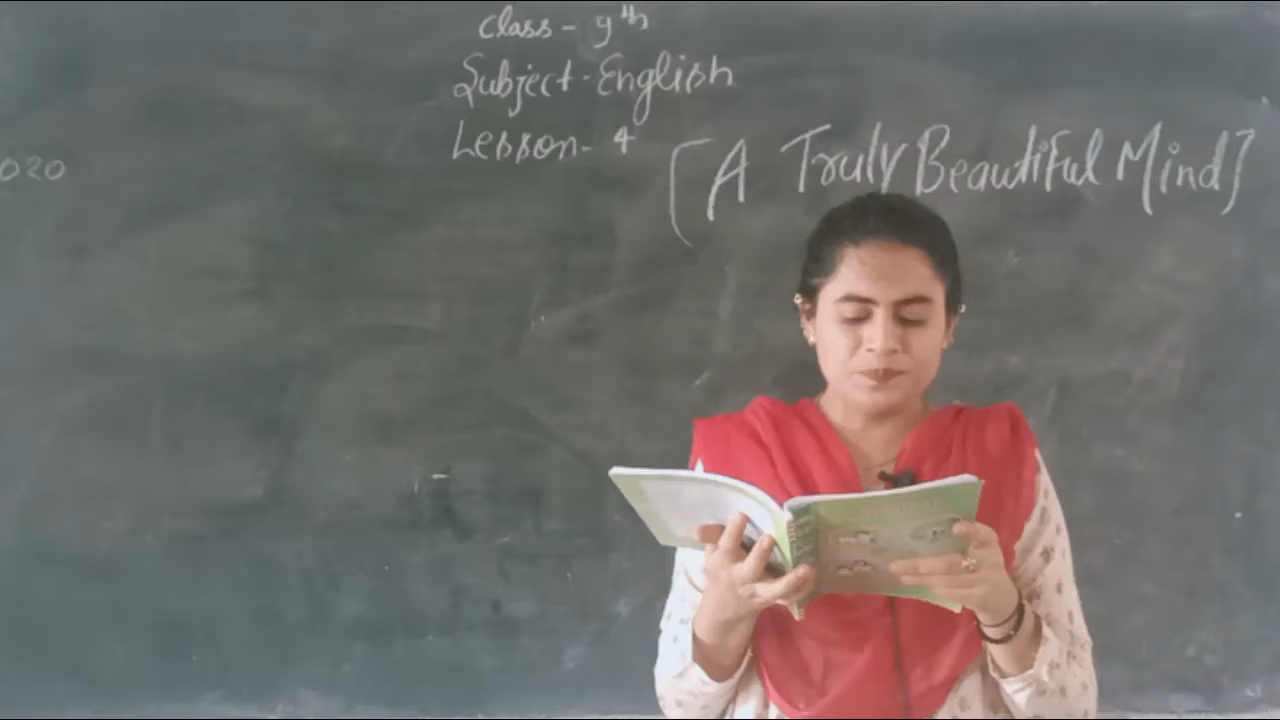 Class - 9th
Subject - English
Lesson - 4
020
[A Truly Beautiful Mind]